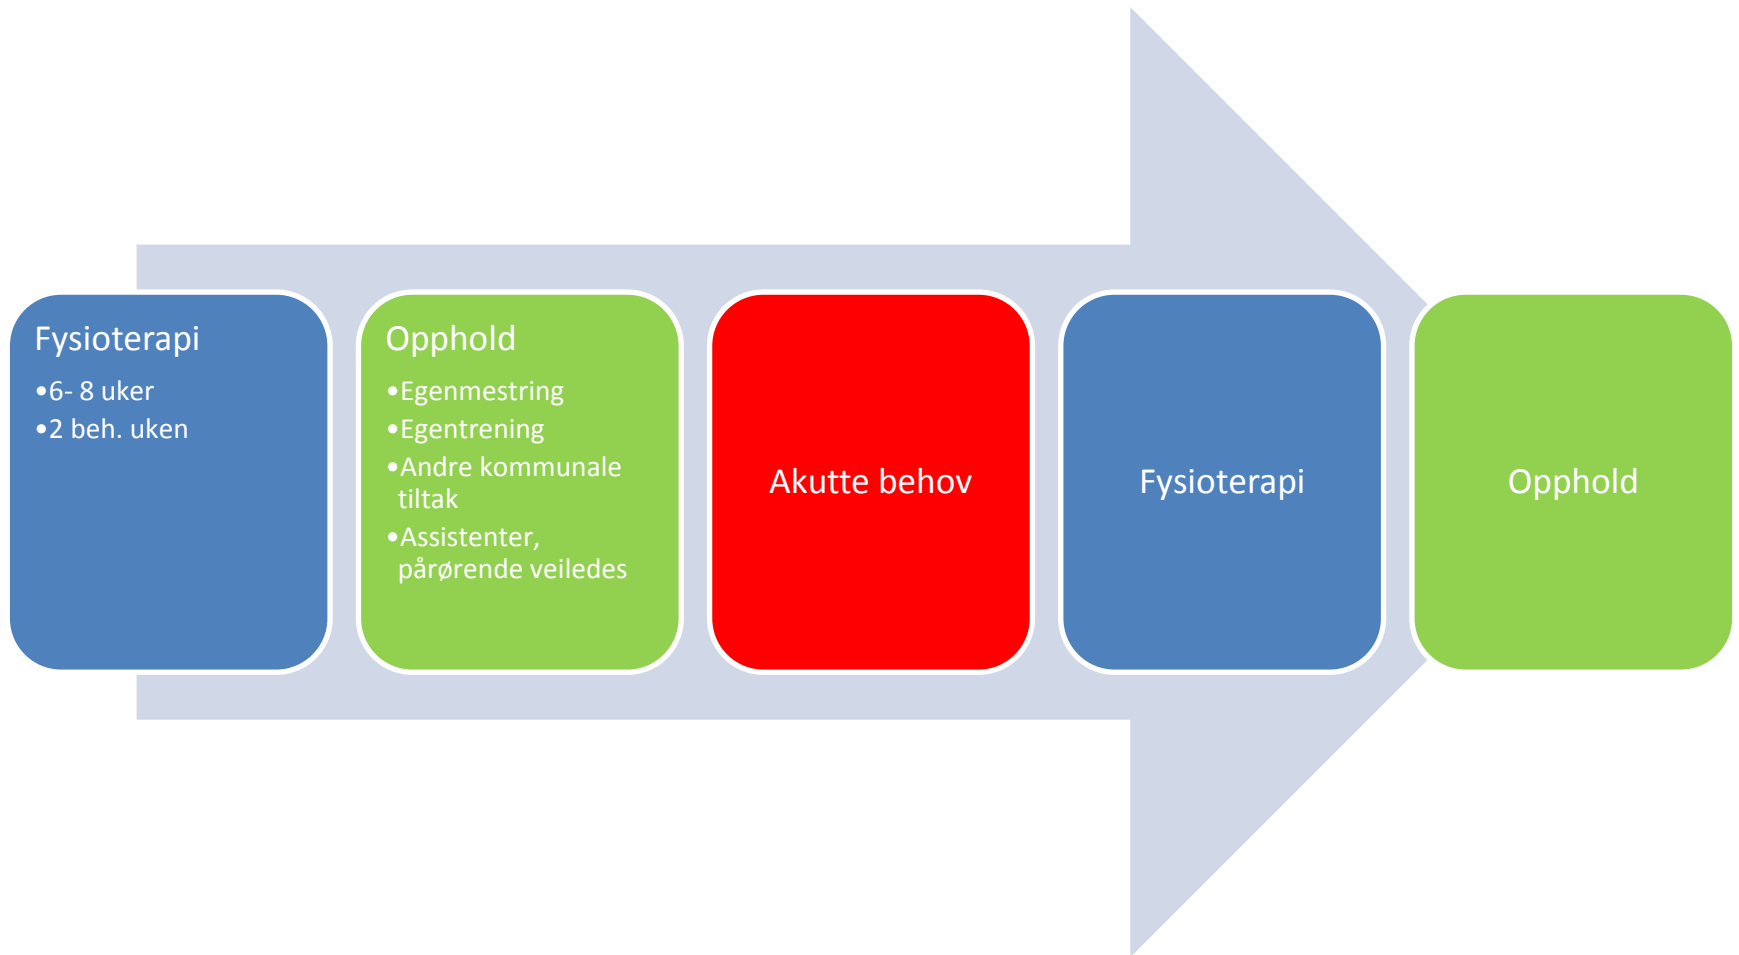 Fysioterapi
•6- 8 uker
•2 beh. uken
Opphold
•Egenmestring
•Egentrening
•Andre kommunale
tiltak
•Assistenter,
pårørende veiledes
Akutte behov
Fysioterapi
Opphold